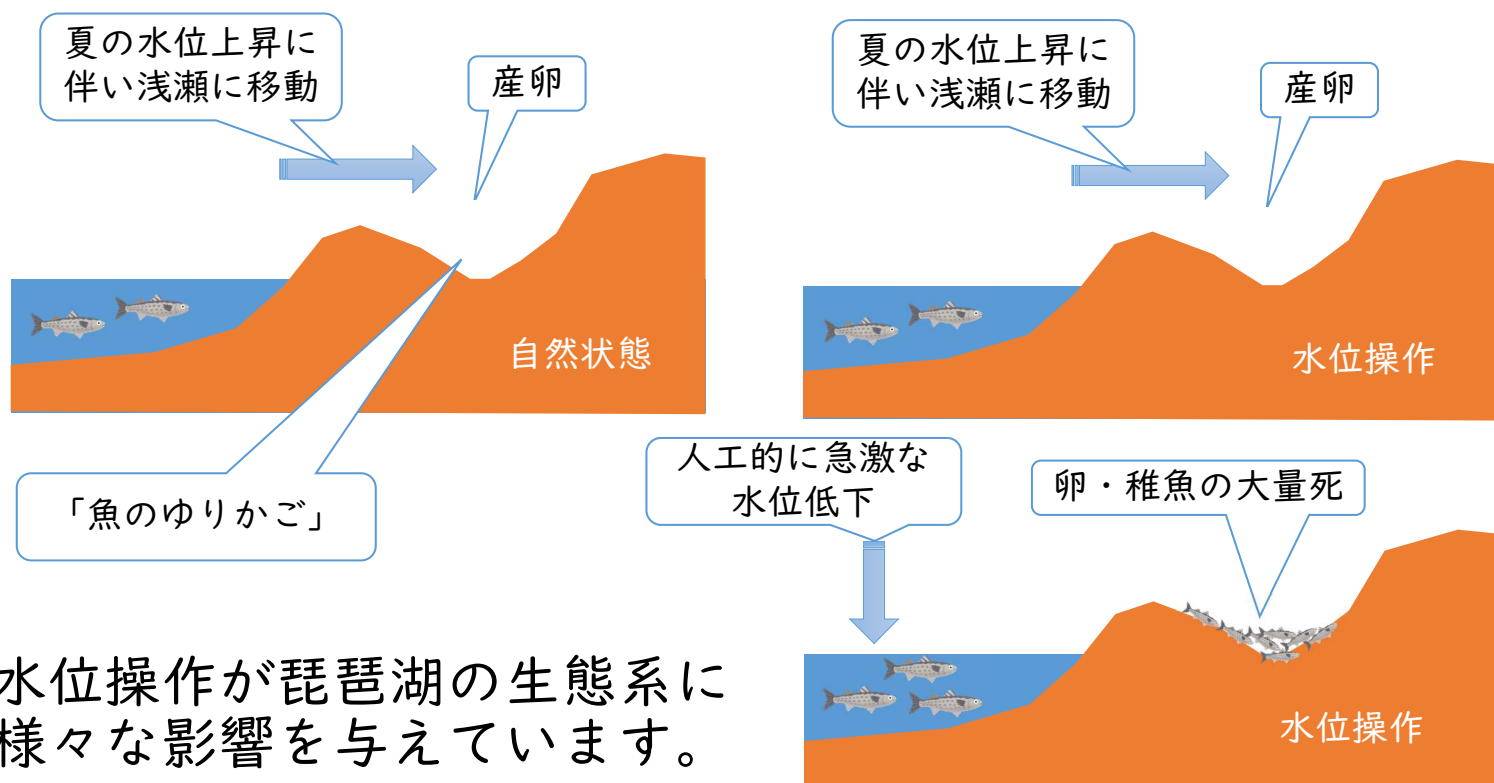 夏の水位上昇に
伴い浅瀬に移動
産卵
自然状態
「魚のゆりかご」
夏の水位上昇に
伴い浅瀬に移動
産卵
水位操作
人工的に急激な
水位低下
卵・稚魚の大量死
水位操作
水位操作が琵琶湖の生態系に
様々な影響を与えています。